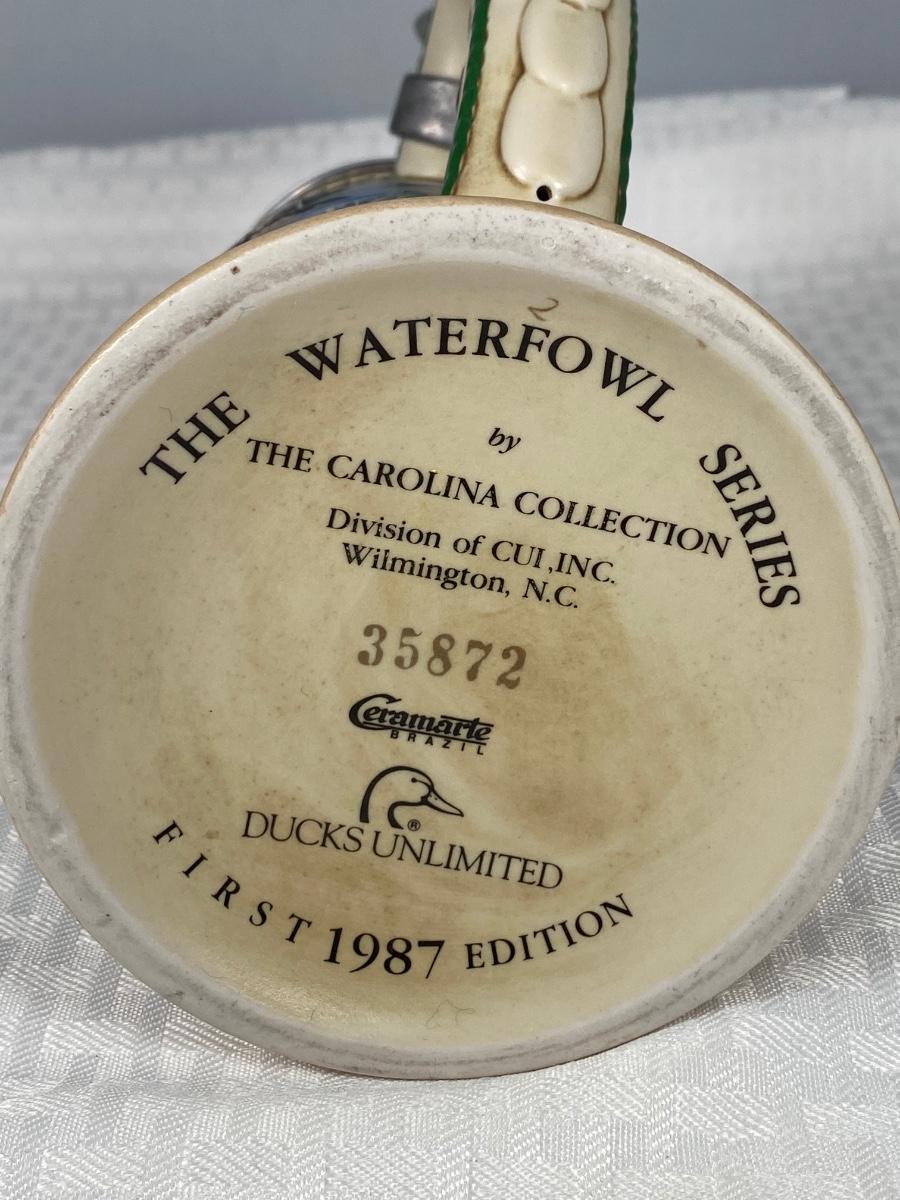 2
THE WATERFOWL SERIES
by
THE CAROLINA COLLECTION
Division of CUI,INC.
Wilmington, N.C.
35872
Ceramarte
BRAZIL
®
DUCKS UNLIMITED
FIRST 1987 EDITION